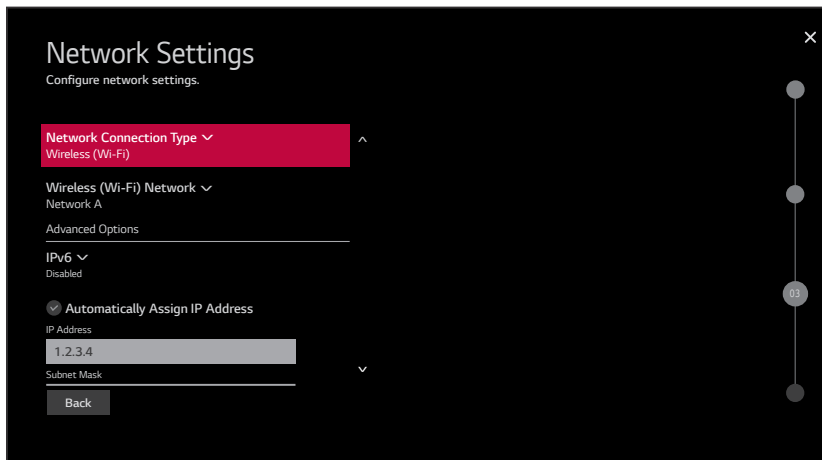 Network Settings
Configure network settings.
Network Connection Type
Wireless (Wi-Fi)
Wireless (Wi-Fi) Network
Network A
Advanced Options
IPv6
Disabled
Automatically Assign IP Address
IP Address
1.2.3.4
Subnet Mask
Back
03